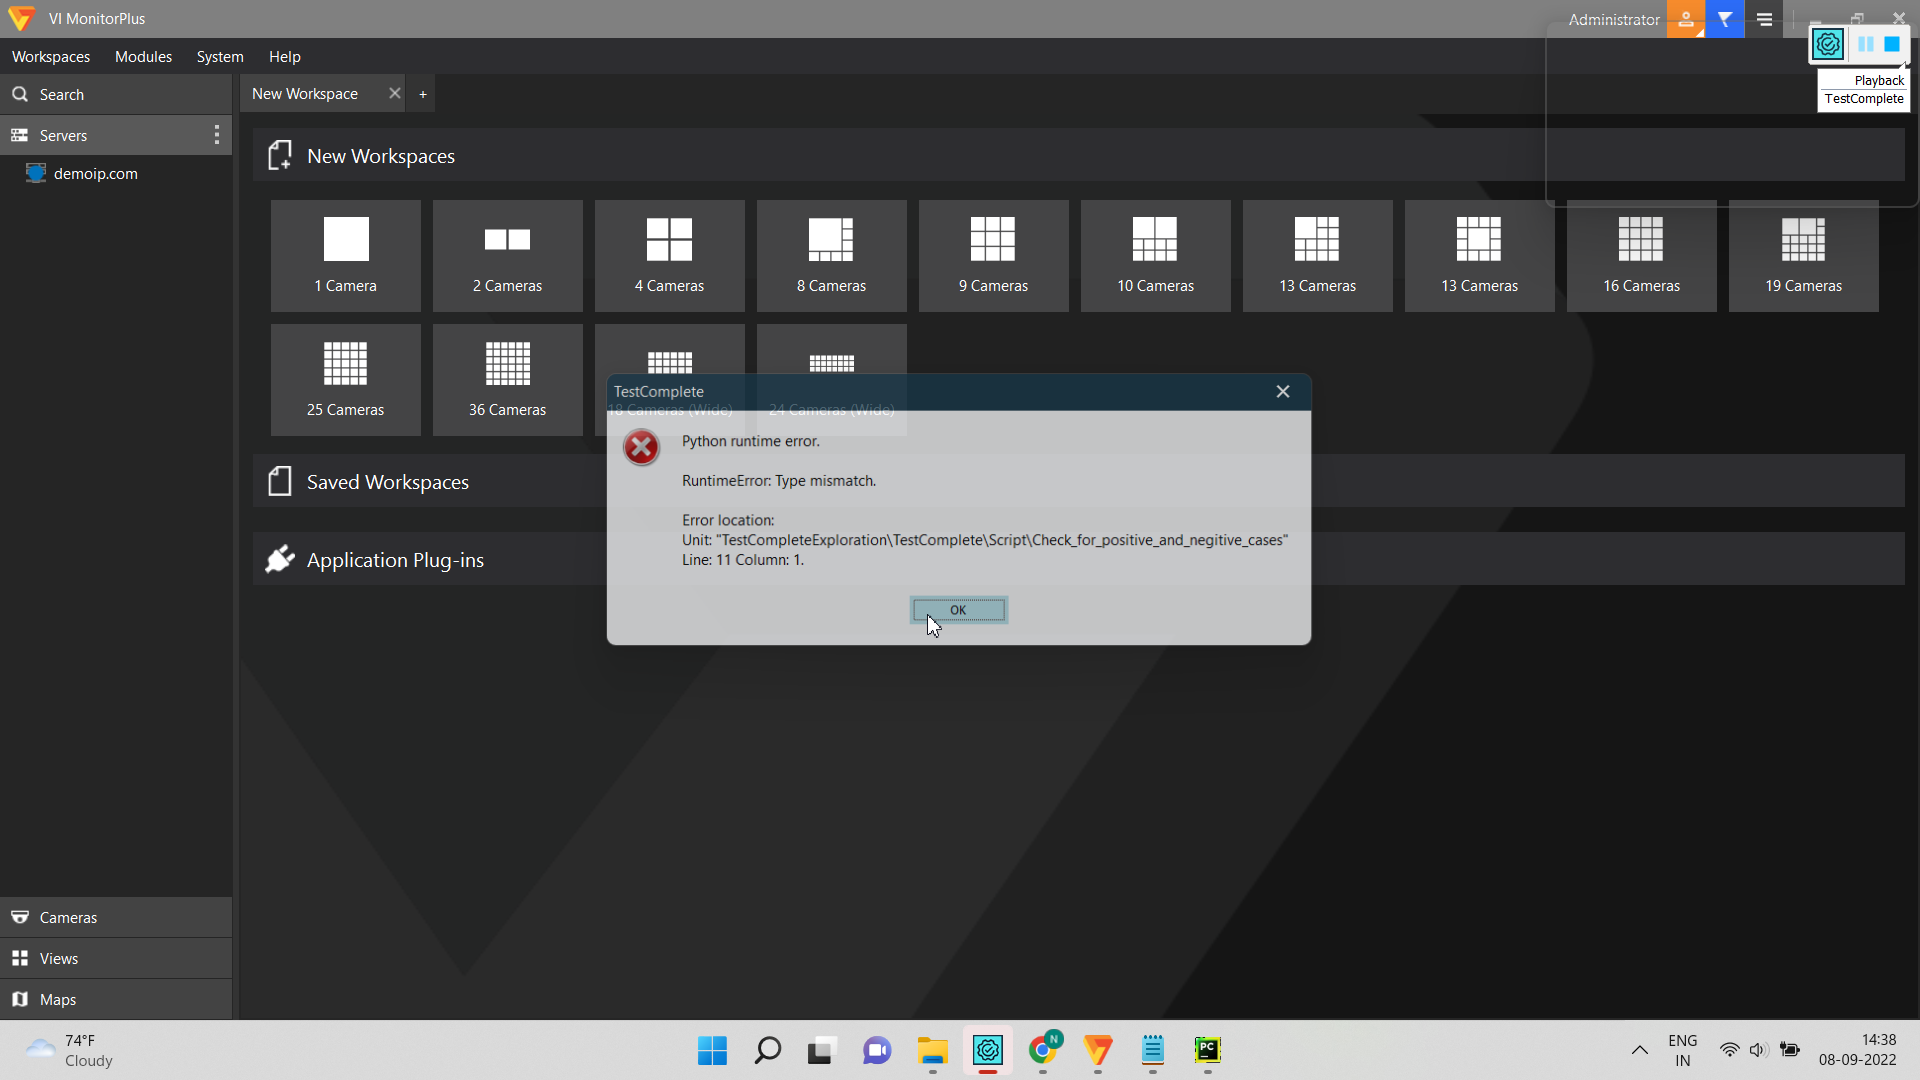 VI MonitorPlus
Administrator
Workspaces Modules System Help
Playback
TestComplete
Search
New Workspace
+
Servers
demoip.com
New Workspaces
1 Camera
2 Cameras
4 Cameras
8 Cameras
9 Cameras
10 Cameras
13 Cameras
13 Cameras
16 Cameras
19 Cameras
25 Cameras
36 Cameras
18 Cameras (Wide)
24 Cameras (Wide)
TestComplete
Python runtime error.
RuntimeError: Type mismatch.
Error location:
Unit: "TestCompleteExploration\TestComplete\Script\Check_for_positive_and_negitive_cases"
Line: 11 Column: 1.
OK
Saved Workspaces
Application Plug-ins
Cameras
Views
Maps
74°F
Cloudy
N
PC
ENG
IN
14:38
08-09-2022